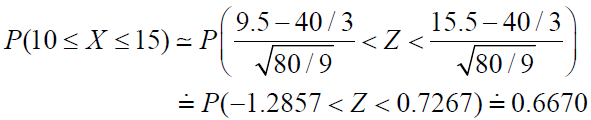 P(10 ≤ X ≤ 15) ≃ P( (9.5 − 40 / 3)/√(80 / 9) < Z < (15.5 − 40 / 3)/√(80 / 9) )
≐ P(−1.2857 < Z < 0.7267) ≐ 0.6670